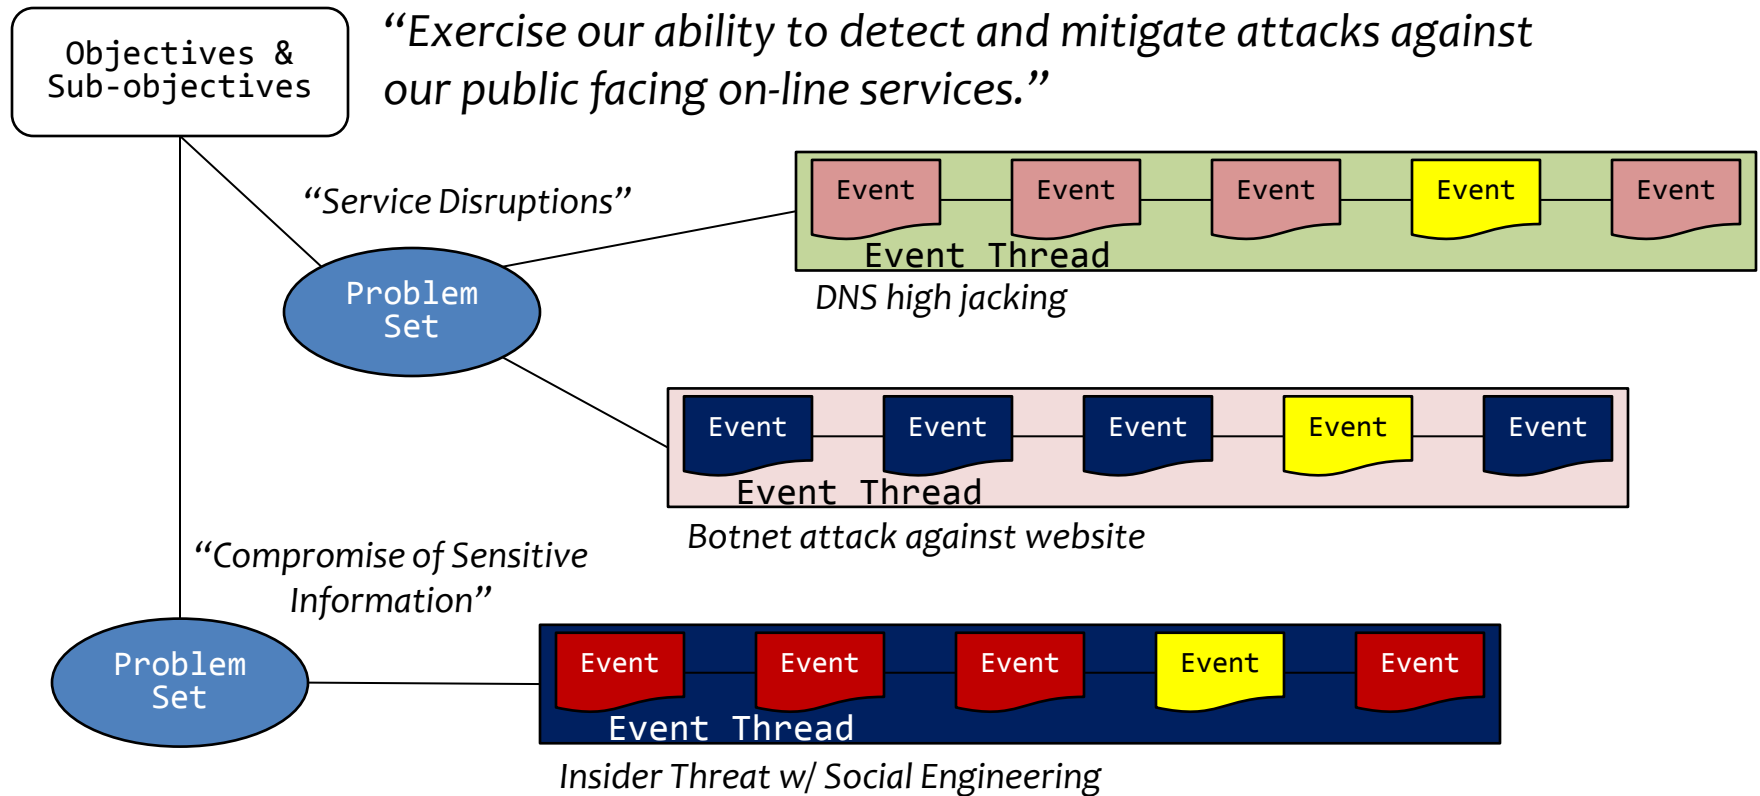 Objectives &
Sub-objectives
“Exercise our ability to detect and mitigate attacks against
our public facing on-line services.”
“Service Disruptions”
Problem
Set
Event Event Event Event Event
Event Thread
DNS high jacking
Event Event Event Event Event
Event Thread
Botnet attack against website
“Compromise of Sensitive
Information”
Problem
Set
Event Event Event Event Event
Event Thread
Insider Threat w/ Social Engineering